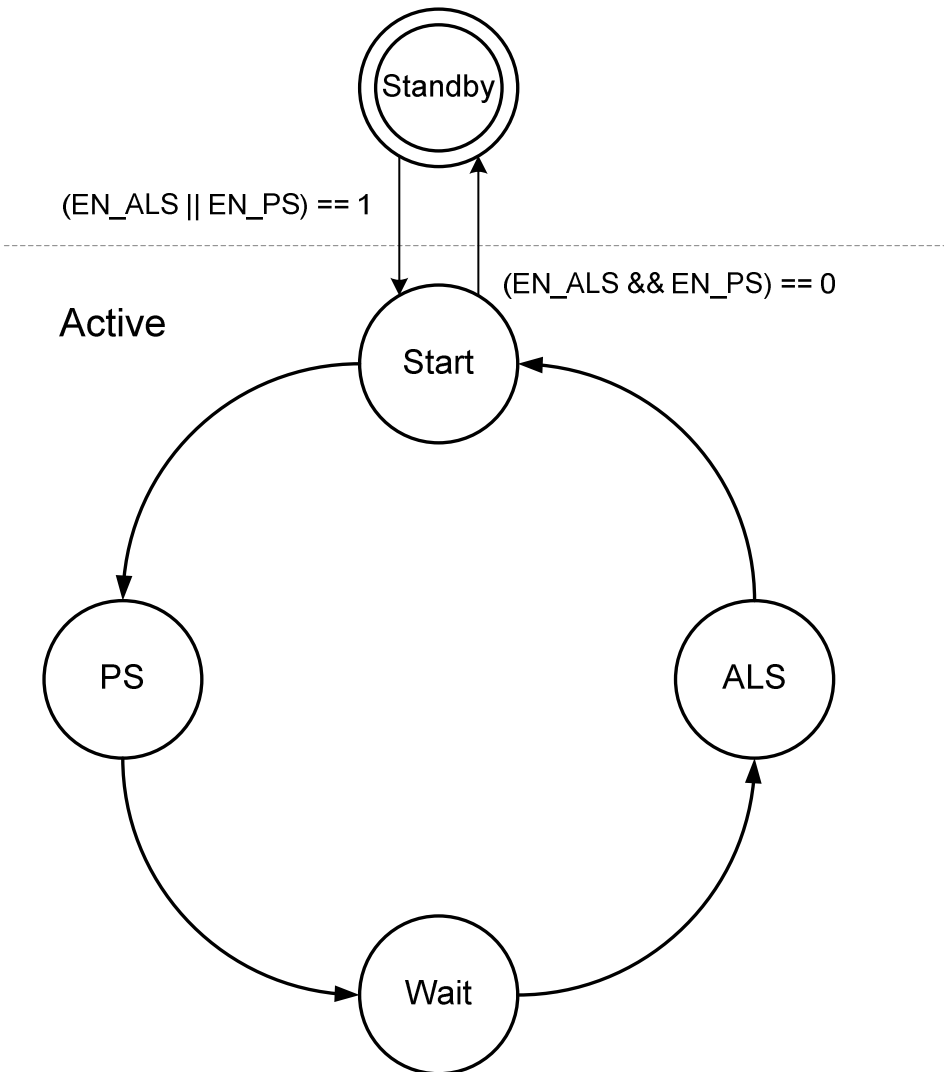 Standby
(EN_ALS || EN_PS) == 1
(EN_ALS && EN_PS) == 0
Active
Start
PS
ALS
Wait